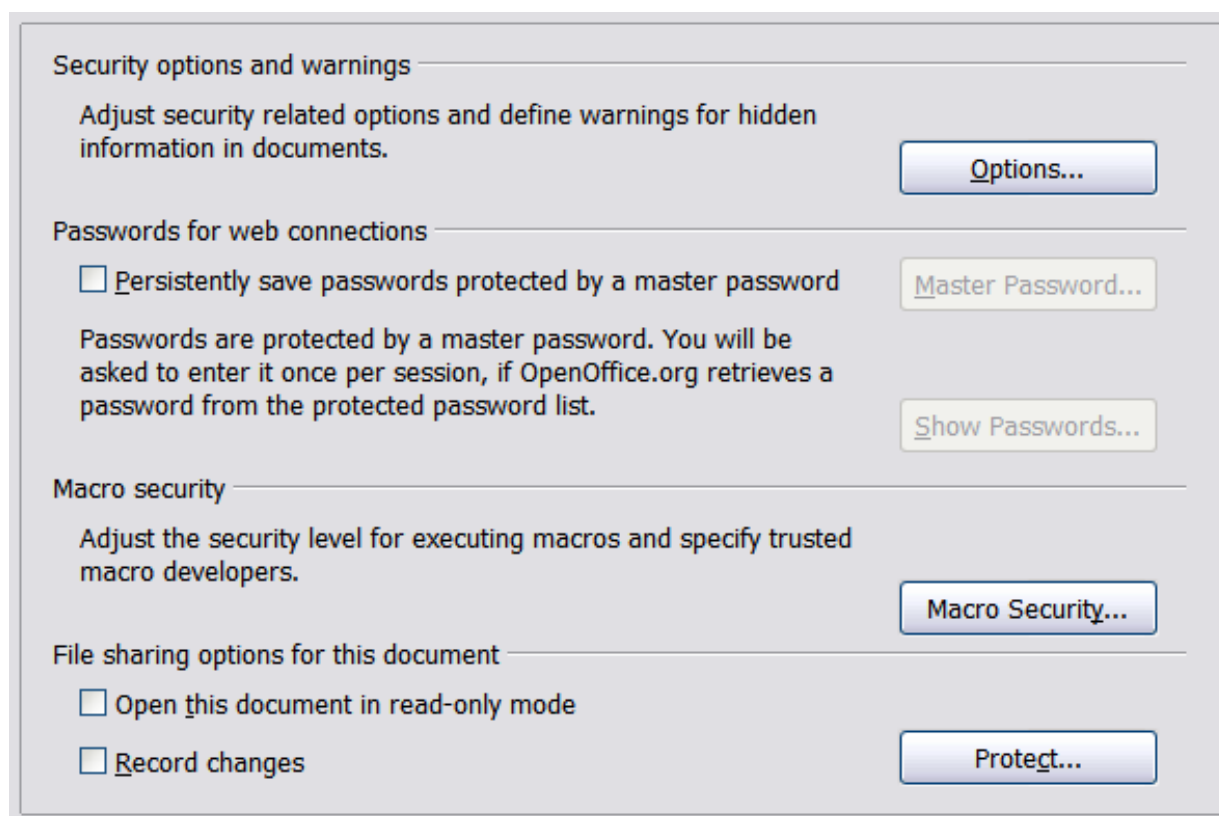 Security options and warnings
Adjust security related options and define warnings for hidden
information in documents.
Options...
Passwords for web connections
Persistently save passwords protected by a master password
Master Password...
Passwords are protected by a master password. You will be
asked to enter it once per session, if OpenOffice.org retrieves a
password from the protected password list.
Show Passwords...
Macro security
Adjust the security level for executing macros and specify trusted
macro developers.
Macro Security...
File sharing options for this document
Open this document in read-only mode
Record changes
Protect...